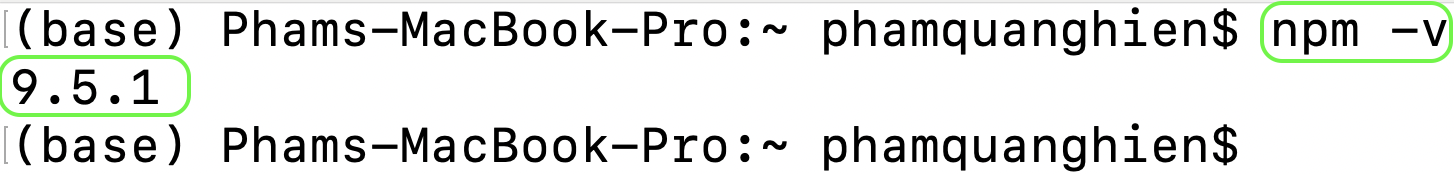 (base) Phams-MacBook-Pro:~ phamquanghien$ npm -v
9.5.1
(base) Phams-MacBook-Pro:~ phamquanghien$